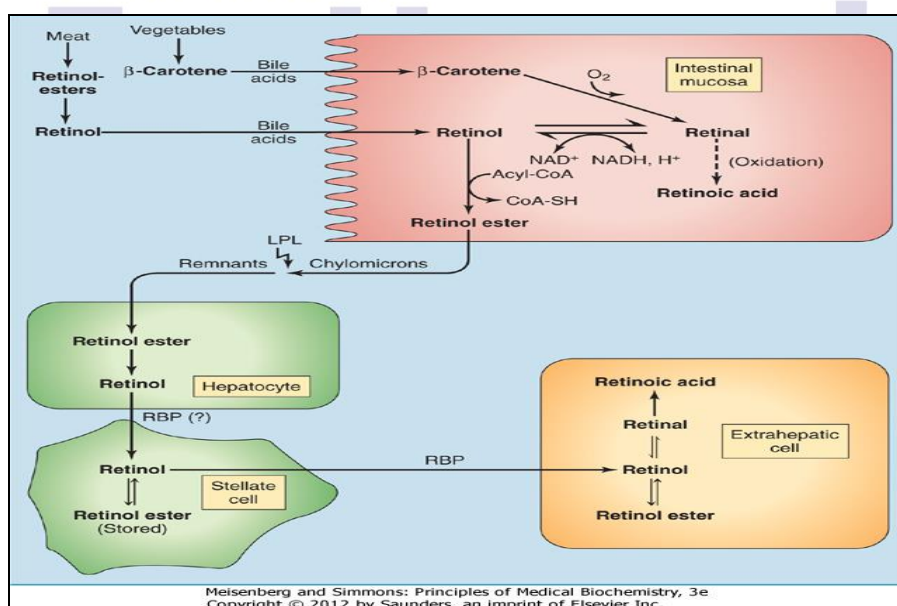 Meat
Vegetables
Retinol-
esters
β-Carotene
Bile
acids
β-Carotene
O₂
Intestinal
mucosa
Retinol
Bile
acids
Retinol
Retinal
NAD⁺
NADH, H⁺
(Oxidation)
Acyl-CoA
Retinoic acid
CoA-SH
Retinol ester
LPL
Remnants
Chylomicrons
Retinol ester
Retinol
Hepatocyte
RBP (?)
Retinol
Stellate
cell
Retinol ester
(Stored)
RBP
Retinoic acid
Retinal
Extrahepatic
cell
Retinol
Retinol ester
Meisenberg and Simmons: Principles of Medical Biochemistry, 3e
Copyright © 2012 by Saunders, an imprint of Elsevier Inc.